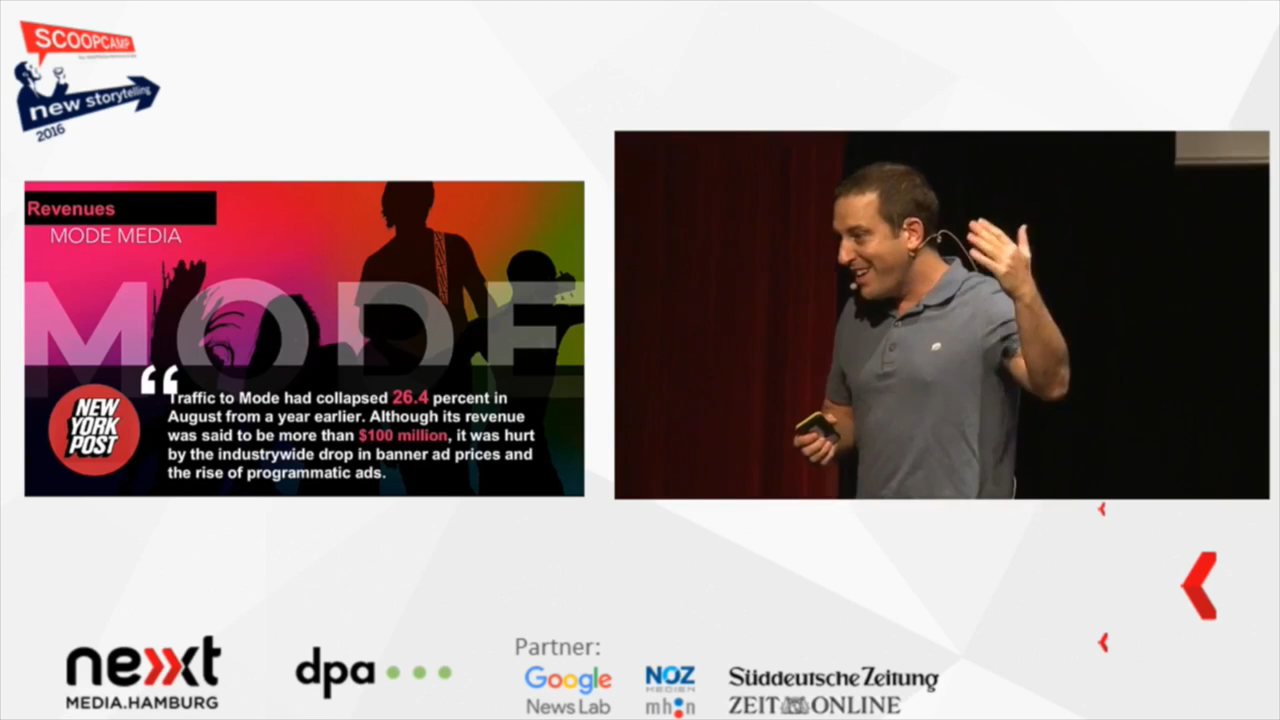 SCOOPCAMP
new storytelling
2016
Revenues
MODE MEDIA
MODE
“
NEW
YORK
POST
Traffic to Mode had collapsed 26.4 percent in
August from a year earlier. Although its revenue
was said to be more than $100 million, it was hurt
by the industrywide drop in banner ad prices and
the rise of programmatic ads.
nexxt
MEDIA.HAMBURG
dpa
Partner:
Google
News Lab
NOZ
MEDIEN
mh:n
Süddeutsche Zeitung
ZEIT ONLINE